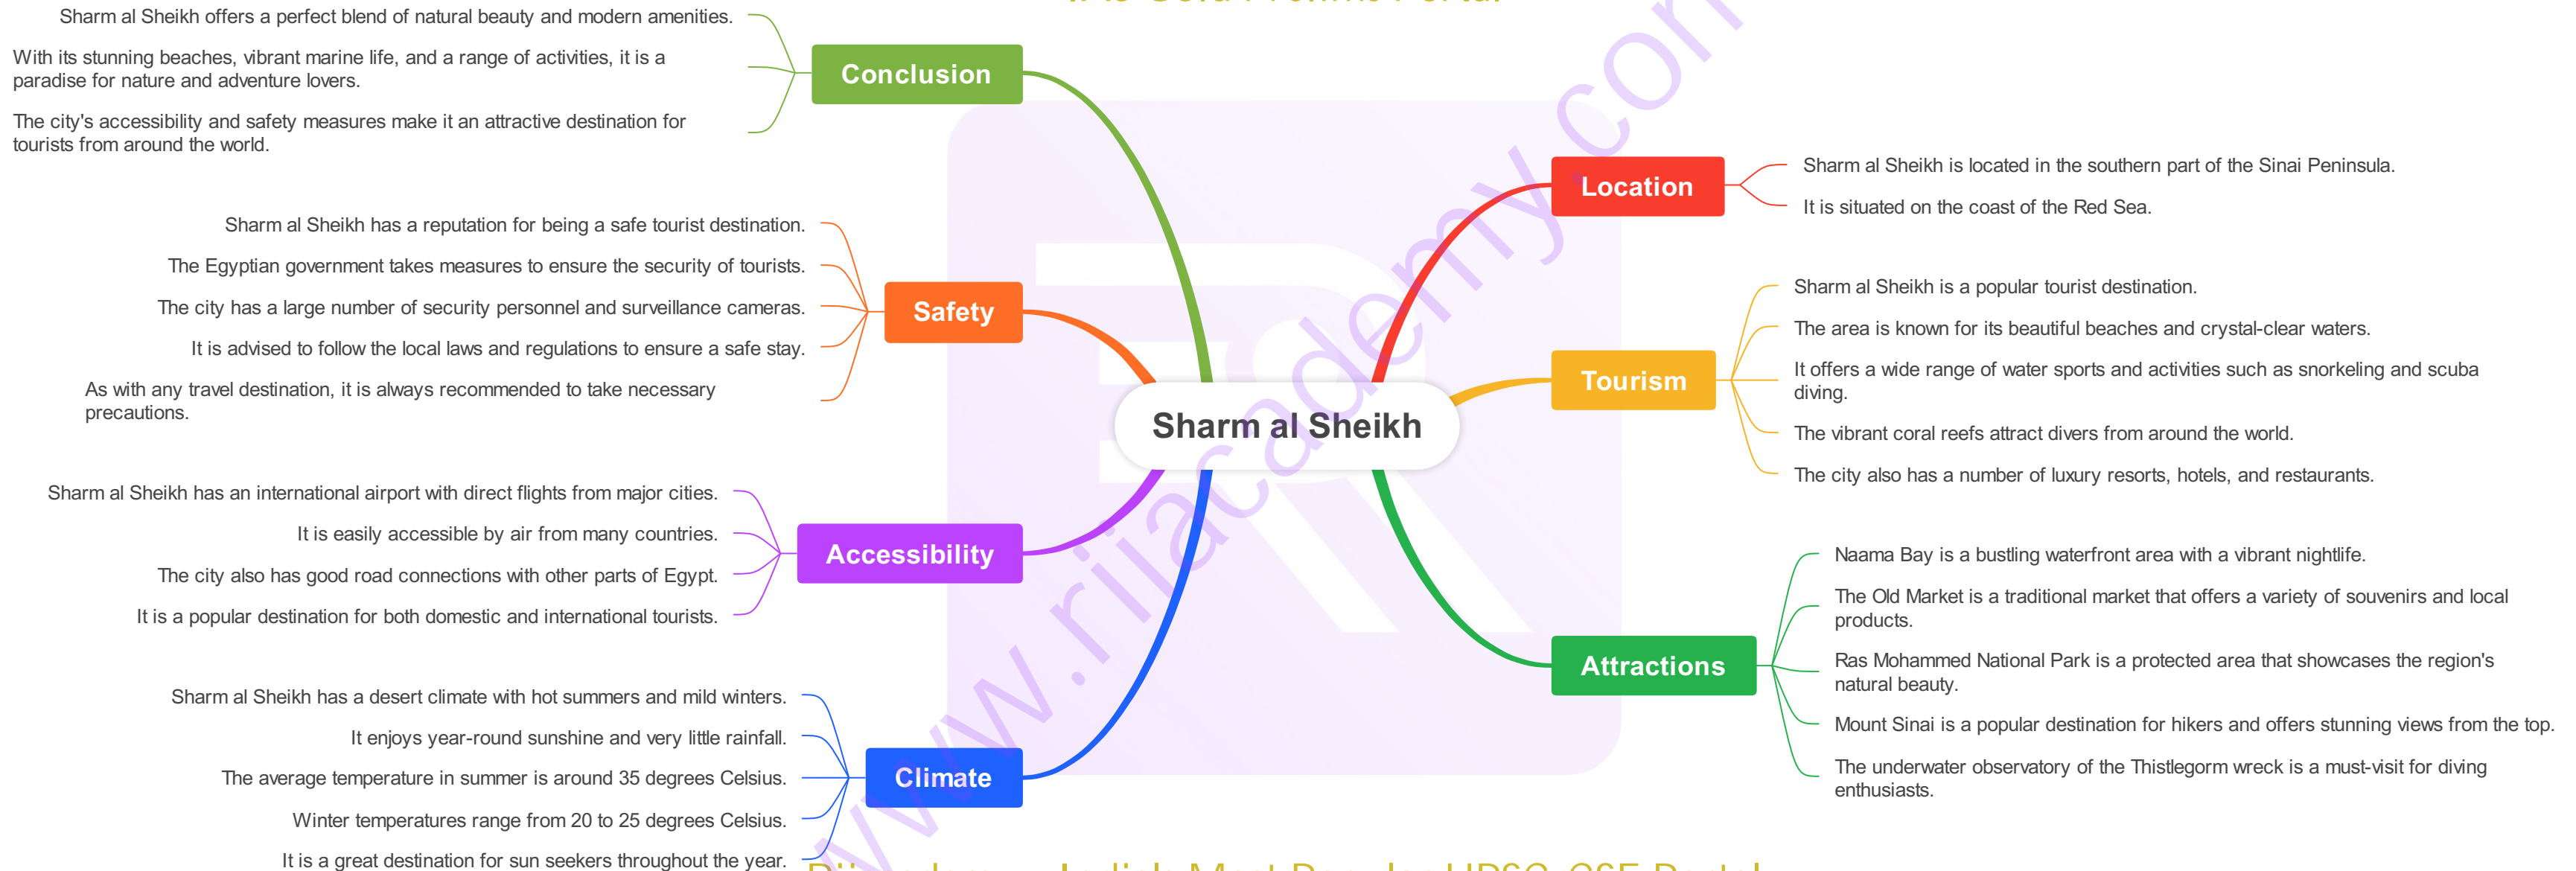 Sharm al Sheikh
Location
Sharm al Sheikh is located in the southern part of the Sinai Peninsula.
It is situated on the coast of the Red Sea.
Tourism
Sharm al Sheikh is a popular tourist destination.
The area is known for its beautiful beaches and crystal-clear waters.
It offers a wide range of water sports and activities such as snorkeling and scuba
diving.
The vibrant coral reefs attract divers from around the world.
The city also has a number of luxury resorts, hotels, and restaurants.
Attractions
Naama Bay is a bustling waterfront area with a vibrant nightlife.
The Old Market is a traditional market that offers a variety of souvenirs and local
products.
Ras Mohammed National Park is a protected area that showcases the region's
natural beauty.
Mount Sinai is a popular destination for hikers and offers stunning views from the top.
The underwater observatory of the Thistlegorm wreck is a must-visit for diving
enthusiasts.
Climate
Sharm al Sheikh has a desert climate with hot summers and mild winters.
It enjoys year-round sunshine and very little rainfall.
The average temperature in summer is around 35 degrees Celsius.
Winter temperatures range from 20 to 25 degrees Celsius.
It is a great destination for sun seekers throughout the year.
Accessibility
Sharm al Sheikh has an international airport with direct flights from major cities.
It is easily accessible by air from many countries.
The city also has good road connections with other parts of Egypt.
It is a popular destination for both domestic and international tourists.
Safety
Sharm al Sheikh has a reputation for being a safe tourist destination.
The Egyptian government takes measures to ensure the security of tourists.
The city has a large number of security personnel and surveillance cameras.
It is advised to follow the local laws and regulations to ensure a safe stay.
As with any travel destination, it is always recommended to take necessary
precautions.
Conclusion
Sharm al Sheikh offers a perfect blend of natural beauty and modern amenities.
With its stunning beaches, vibrant marine life, and a range of activities, it is a
paradise for nature and adventure lovers.
The city's accessibility and safety measures make it an attractive destination for
tourists from around the world.
www.rijacademy.com